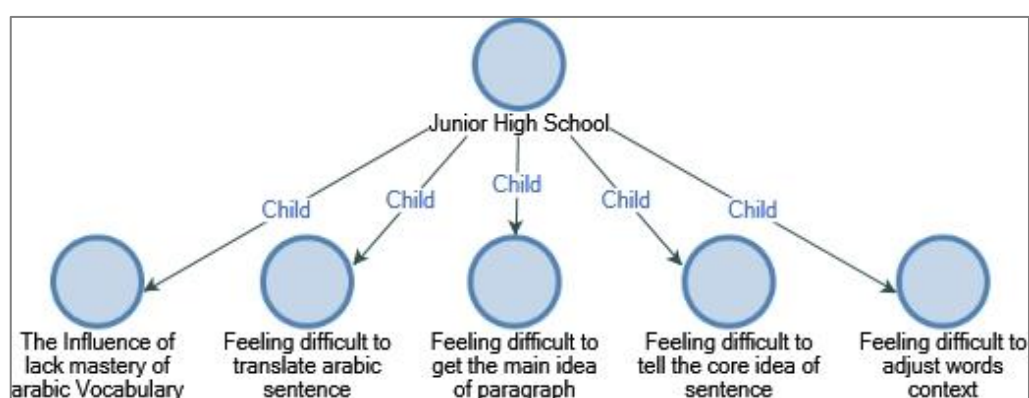 Junior High School
Child
Child
Child
Child
Child
The Influence of
lack mastery of
arabic Vocabulary
Feeling difficult to
translate arabic
sentence
Feeling difficult to
get the main idea
of paragraph
Feeling difficult to
tell the core idea of
sentence
Feeling difficult to
adjust words
context